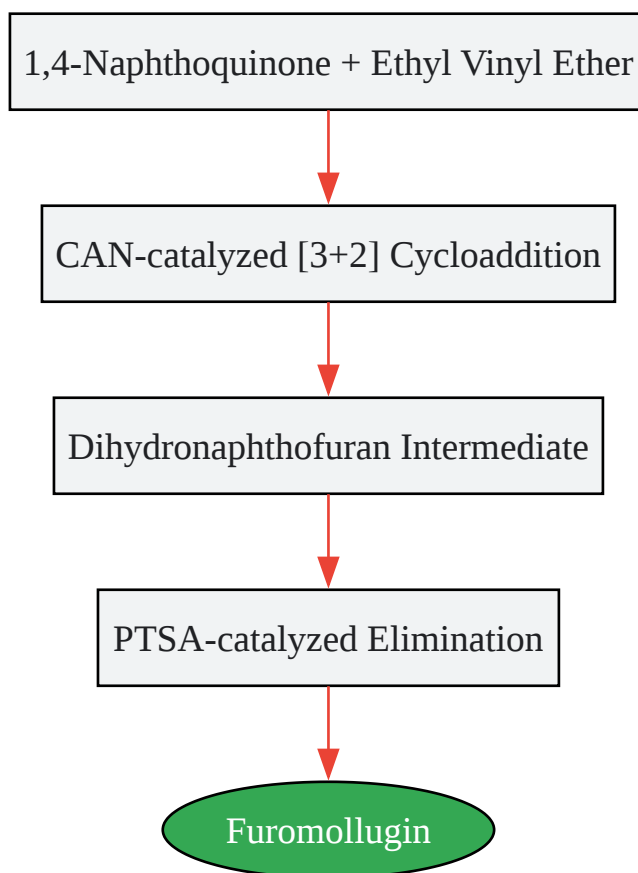 1,4-Naphthoquinone + Ethyl Vinyl Ether
CAN-catalyzed [3+2] Cycloaddition
Dihydronaphthofuran Intermediate
PTSA-catalyzed Elimination
Furomollugin